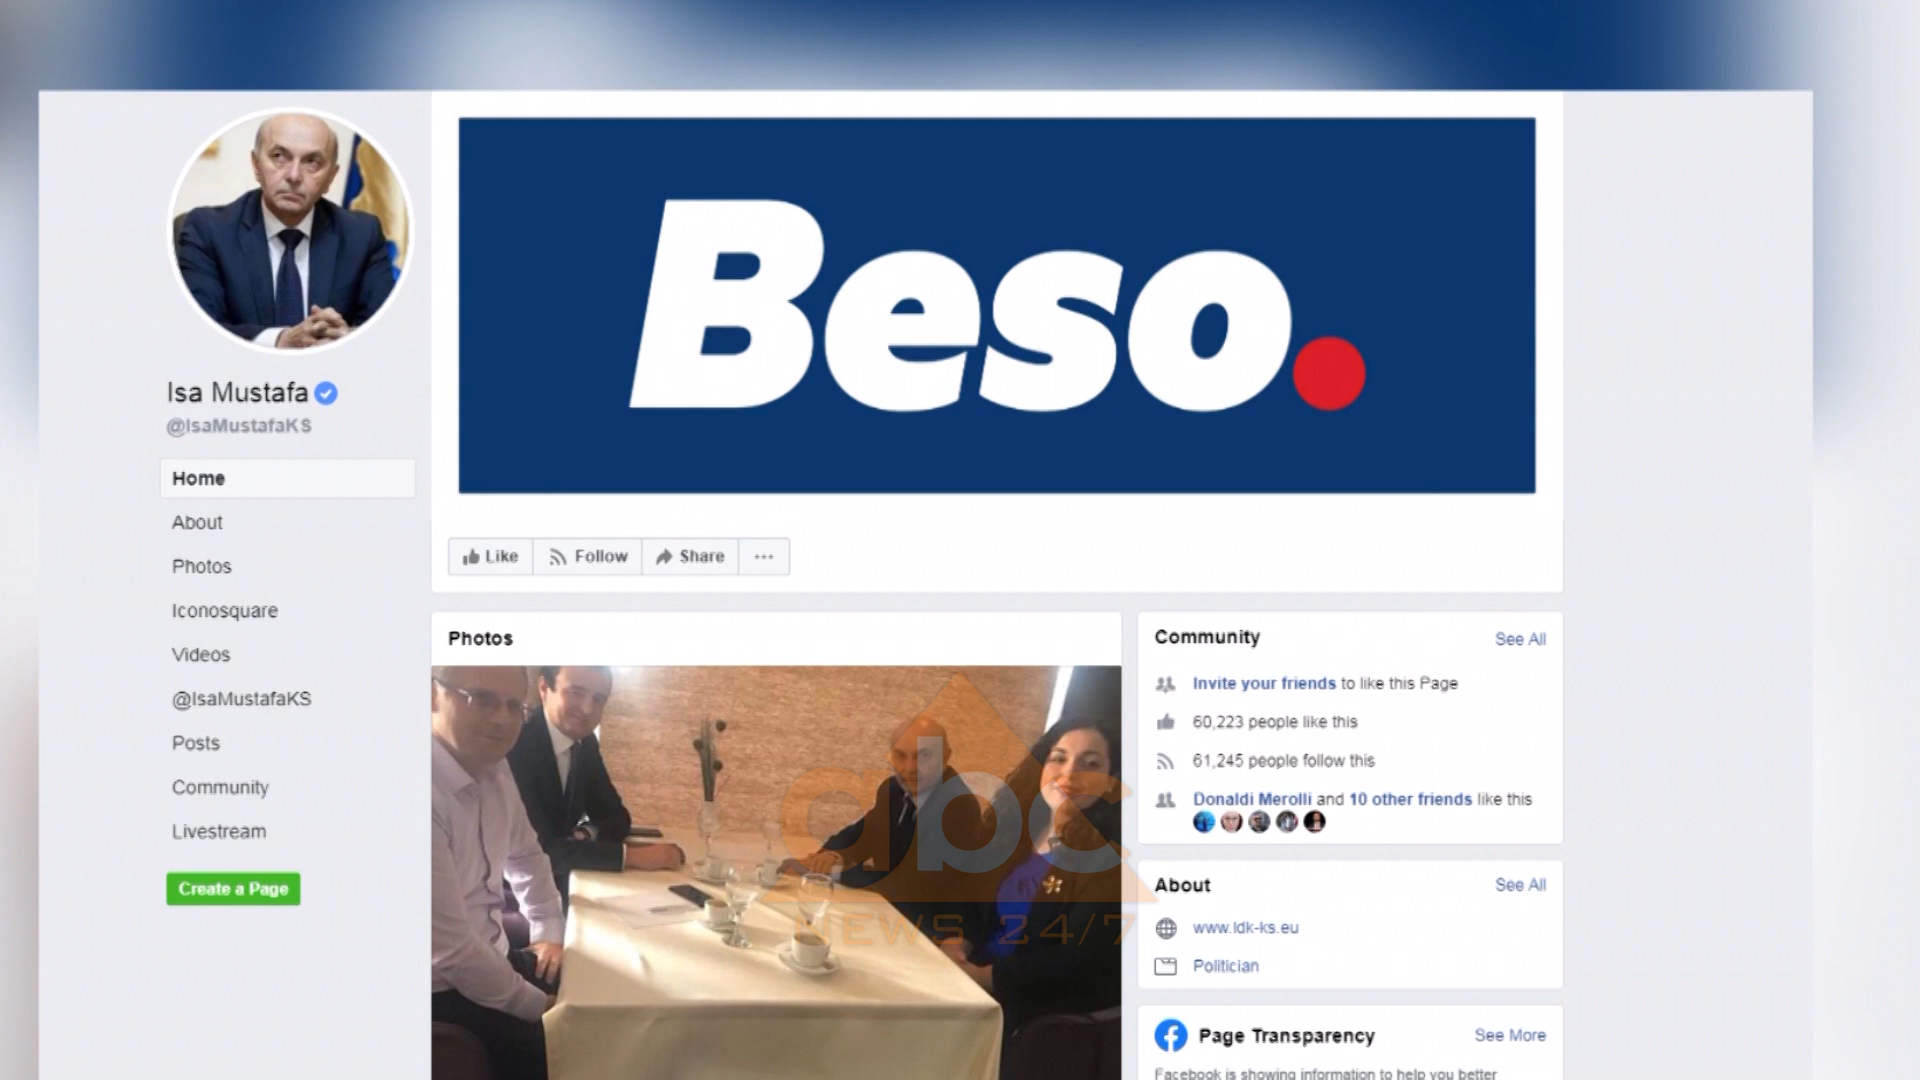 Beso.
Isa Mustafa
@IsaMustafaKS
Home
About
Photos
Iconosquare
Videos
@IsaMustafaKS
Posts
Community
Livestream
Create a Page
Like
Follow
Share
Photos
abc
NEWS 24/7
Community
See All
Invite your friends to like this Page
60,223 people like this
61,245 people follow this
Donaldi Merolli and 10 other friends like this
About
See All
www.ldk-ks.eu
Politician
Page Transparency
See More
Facebook is showing information to help you better